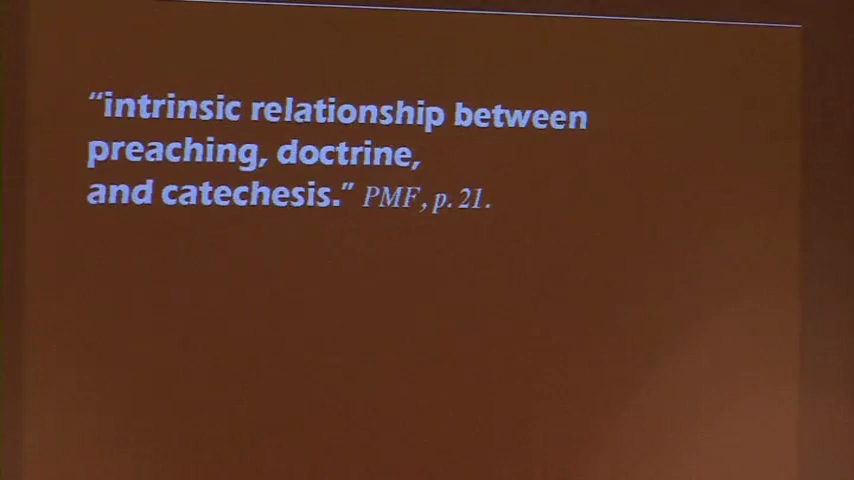 “intrinsic relationship between
preaching, doctrine,
and catechesis.” PMF, p. 21.